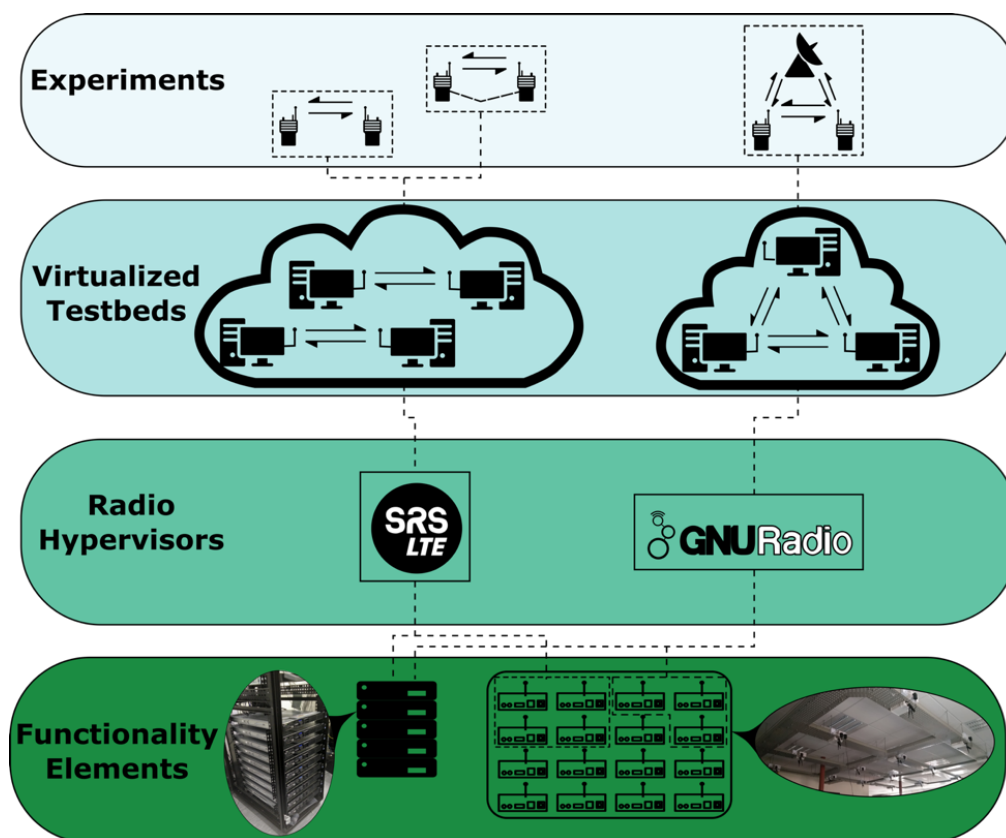 Experiments
Virtualized
Testbeds
Radio
Hypervisors
SRS
LTE
GNURadio
Functionality
Elements